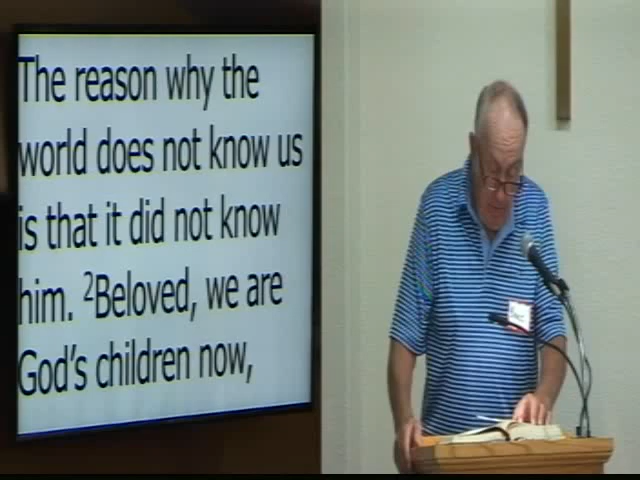 The reason why the
world does not know us
is that it did not know
him. ²Beloved, we are
God's children now,